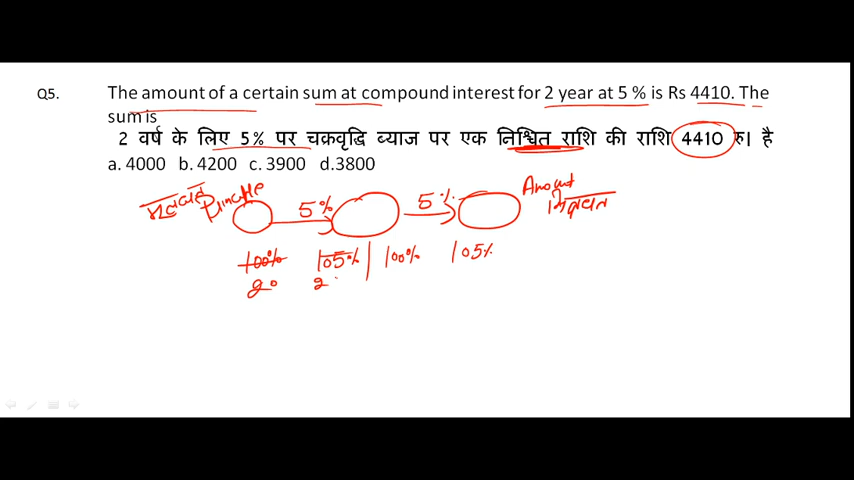 Q5. The amount of a certain sum at compound interest for 2 year at 5 % is Rs 4410. The
sum is
2 वर्ष के लिए 5% पर चक्रवृद्धि ब्याज पर एक निश्चित राशि की राशि 4410 रु। है
a. 4000 b. 4200 c. 3900 d.3800
5% 5% Amount
100% 105% 100% 105%
20 2